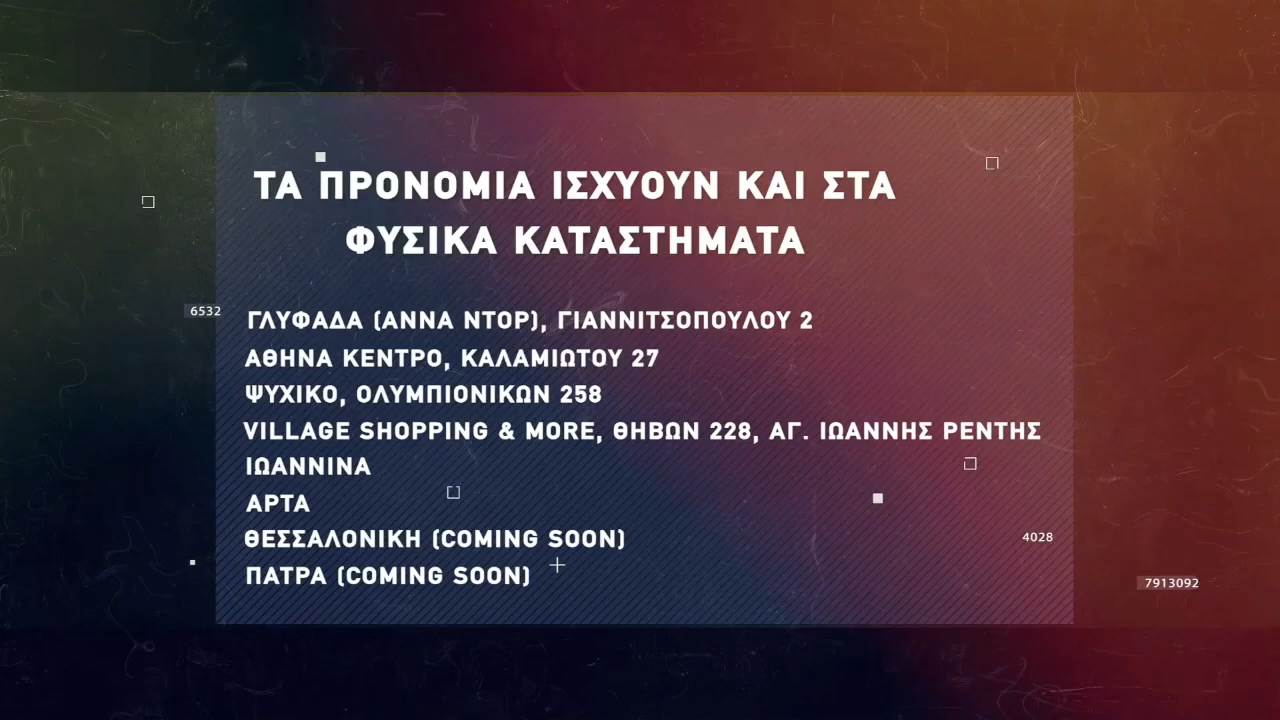 ΤΑ ΠΡΟΝΟΜΙΑ ΙΣΧΥΟΥΝ ΚΑΙ ΣΤΑ
ΦΥΣΙΚΑ ΚΑΤΑΣΤΗΜΑΤΑ
6532
ΓΛΥΦΑΔΑ (ΑΝΝΑ ΝΤΟΡ), ΓΙΑΝΝΙΤΣΟΠΟΥΛΟΥ 2
ΑΘΗΝΑ ΚΕΝΤΡΟ, ΚΑΛΑΜΙΩΤΟΥ 27
ΨΥΧΙΚΟ, ΟΛΥΜΠΙΟΝΙΚΩΝ 258
VILLAGE SHOPPING & MORE, ΘΗΒΩΝ 228, ΑΓ. ΙΩΑΝΝΗΣ ΡΕΝΤΗΣ
ΙΩΑΝΝΙΝΑ
ΑΡΤΑ
ΘΕΣΣΑΛΟΝΙΚΗ (COMING SOON)
4028
ΠΑΤΡΑ (COMING SOON)
7913092